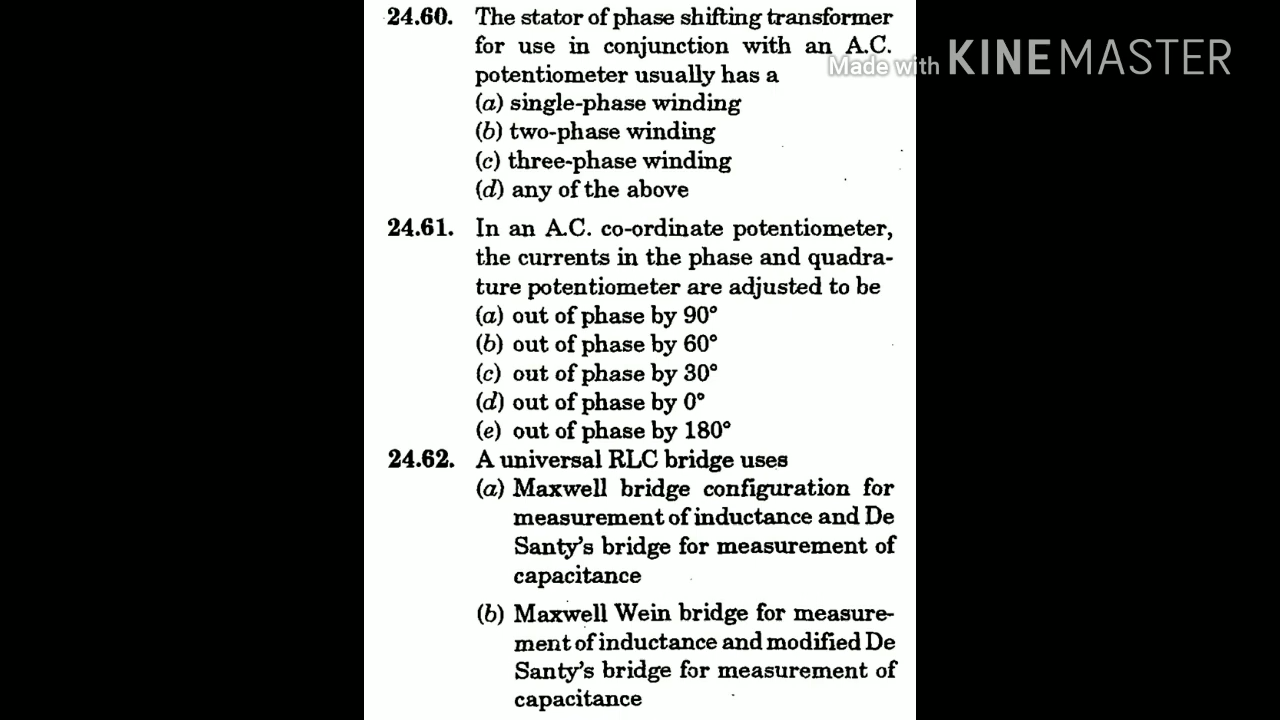 24.60. The stator of phase shifting transformer
for use in conjunction with an A.C.
potentiometer usually has a
Made with KINEMASTER
(a) single-phase winding
(b) two-phase winding
(c) three-phase winding
(d) any of the above
24.61. In an A.C. co-ordinate potentiometer,
the currents in the phase and quadra-
ture potentiometer are adjusted to be
(a) out of phase by 90°
(b) out of phase by 60°
(c) out of phase by 30°
(d) out of phase by 0°
(e) out of phase by 180°
24.62. A universal RLC bridge uses
(a) Maxwell bridge configuration for
measurement of inductance and De
Santy's bridge for measurement of
capacitance
(b) Maxwell Wein bridge for measure-
ment of inductance and modified De
Santy's bridge for measurement of
capacitance